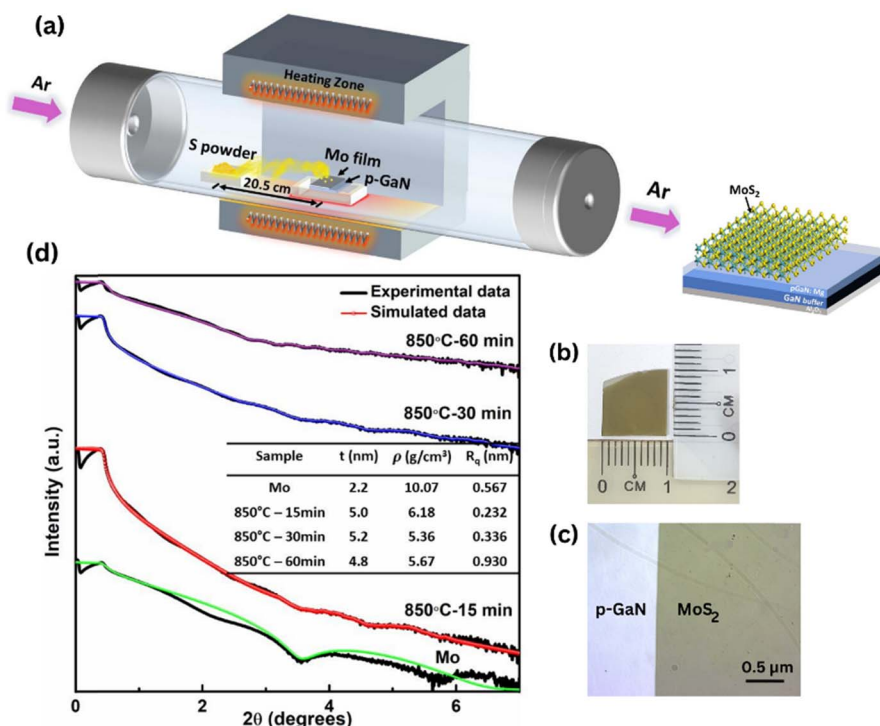 (a)
Ar
Heating Zone
S powder
Mo film
p-GaN
20.5 cm
Ar
MoS₂
pGaN: Mg
GaN buffer
Al₂O₃
(d)
Experimental data
Simulated data
850°C-60 min
850°C-30 min
Sample t (nm) ρ (g/cm³) Rq (nm)
Mo 2.2 10.07 0.567
850°C – 15min 5.0 6.18 0.232
850°C – 30min 5.2 5.36 0.336
850°C – 60min 4.8 5.67 0.930
850°C-15 min
Mo
Intensity (a.u.)
0 2 4 6
2θ (degrees)
(b)
1
CM
0
0 1 2
CM
(c)
p-GaN
MoS₂
0.5 µm